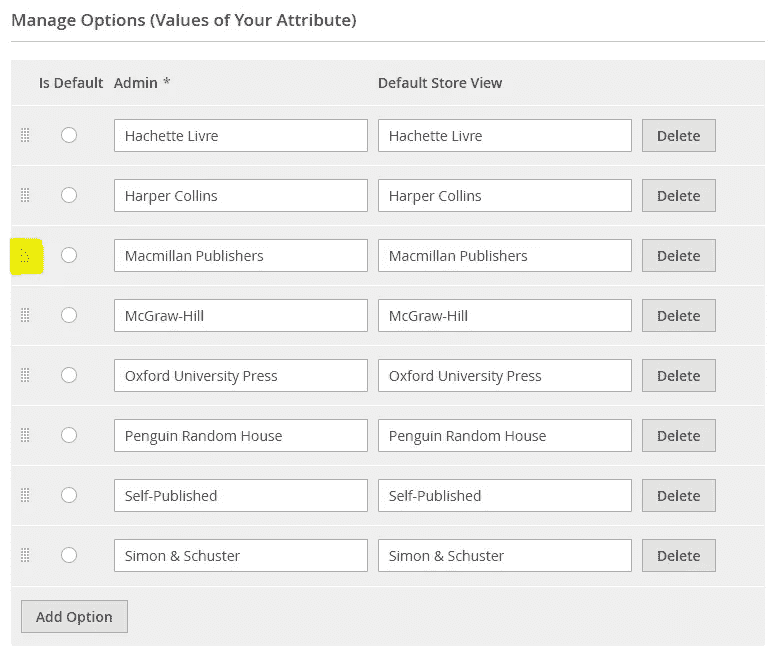 Manage Options (Values of Your Attribute)
Is Default Admin * Default Store View
Hachette Livre Hachette Livre Delete
Harper Collins Harper Collins Delete
Macmillan Publishers Macmillan Publishers Delete
McGraw-Hill McGraw-Hill Delete
Oxford University Press Oxford University Press Delete
Penguin Random House Penguin Random House Delete
Self-Published Self-Published Delete
Simon & Schuster Simon & Schuster Delete
Add Option